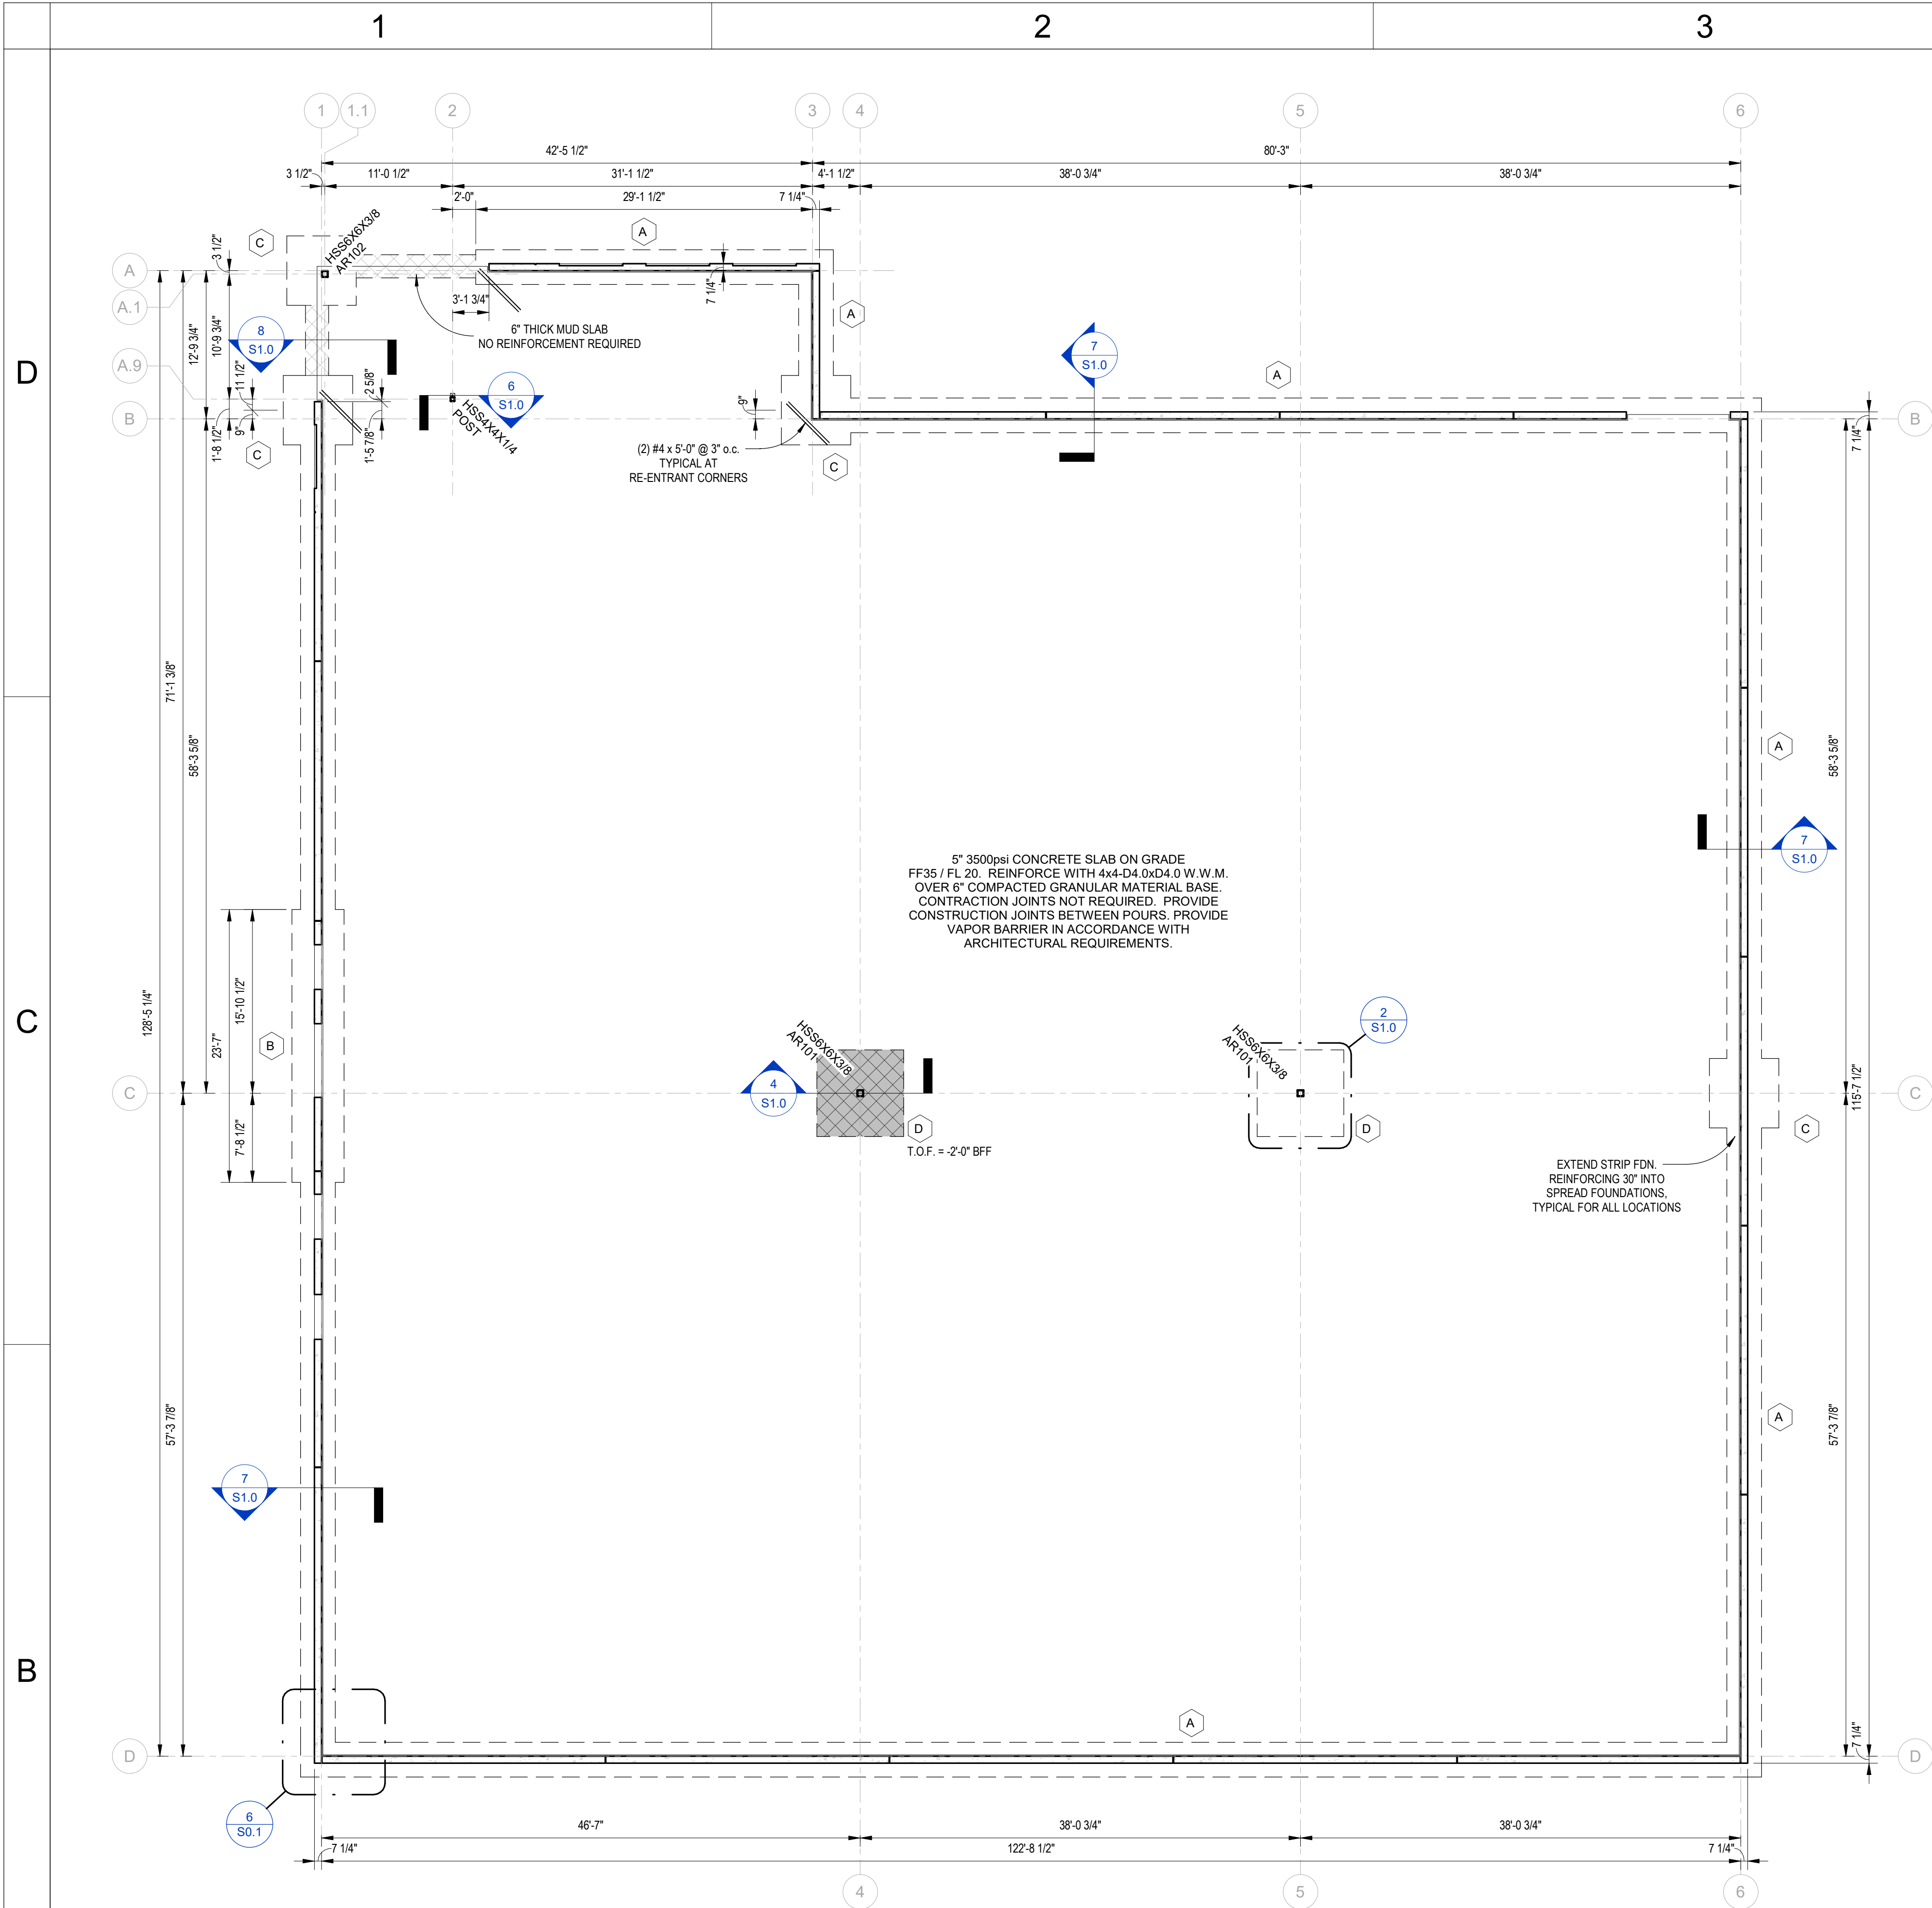 1
2
3
D
C
B
1
1.1
2
3
4
5
6
42'-5 1/2"
80'-3"
3 1/2"
11'-0 1/2"
31'-1 1/2"
4'-1 1/2"
38'-0 3/4"
38'-0 3/4"
2'-0"
29'-1 1/2"
7 1/4"
A
A.1
A.9
B
C
D
3 1/2"
12'-9 3/4"
10'-9 3/4"
11 1/2"
1'-8 1/2"
9"
2 5/8"
1'-5 7/8"
C
HSS6X6X3/8
AR102
A
7 1/4"
3'-1 3/4"
6" THICK MUD SLAB
NO REINFORCEMENT REQUIRED
8
S1.0
6
S1.0
HSS4X4X1/4
POST
C
A
9"
(2) #4 x 5'-0" @ 3" o.c.
TYPICAL AT
RE-ENTRANT CORNERS
C
7
S1.0
A
B
7 1/4"
71'-1 3/8"
58'-3 5/8"
A
58'-3 5/8"
7
S1.0
5" 3500psi CONCRETE SLAB ON GRADE
FF35 / FL 20. REINFORCE WITH 4x4-D4.0xD4.0 W.W.M.
OVER 6" COMPACTED GRANULAR MATERIAL BASE.
CONTRACTION JOINTS NOT REQUIRED. PROVIDE
CONSTRUCTION JOINTS BETWEEN POURS. PROVIDE
VAPOR BARRIER IN ACCORDANCE WITH
ARCHITECTURAL REQUIREMENTS.
128'-5 1/4"
23'-7"
15'-10 1/2"
7'-8 1/2"
B
HSS6X6X3/8
AR101
4
S1.0
D
T.O.F. = -2'-0" BFF
HSS6X6X3/8
AR101
2
S1.0
D
C
115'-7 1/2"
C
EXTEND STRIP FDN.
REINFORCING 30" INTO
SPREAD FOUNDATIONS,
TYPICAL FOR ALL LOCATIONS
57'-3 7/8"
A
57'-3 7/8"
7
S1.0
A
7 1/4"
D
6
S0.1
46'-7"
38'-0 3/4"
38'-0 3/4"
7 1/4"
122'-8 1/2"
7 1/4"
4
5
6